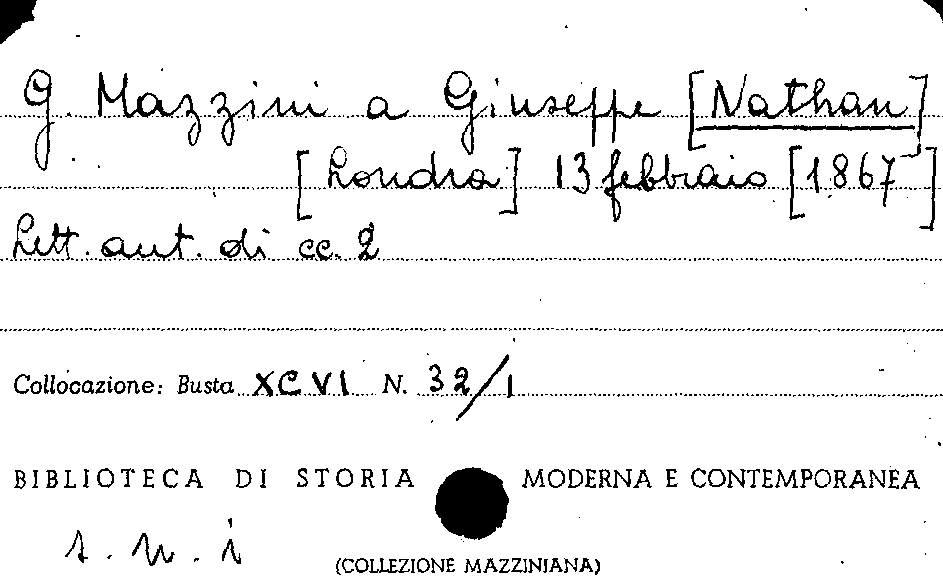 G. Mazzini a Giuseppe [Nathan]
[Londra] 13 febbraio [1867]
Lett. aut. di cc. 2
Collocazione: Busta XCVI N. 32/1
BIBLIOTECA DI STORIA MODERNA E CONTEMPORANEA
s. n. i
(COLLEZIONE MAZZINIANA)